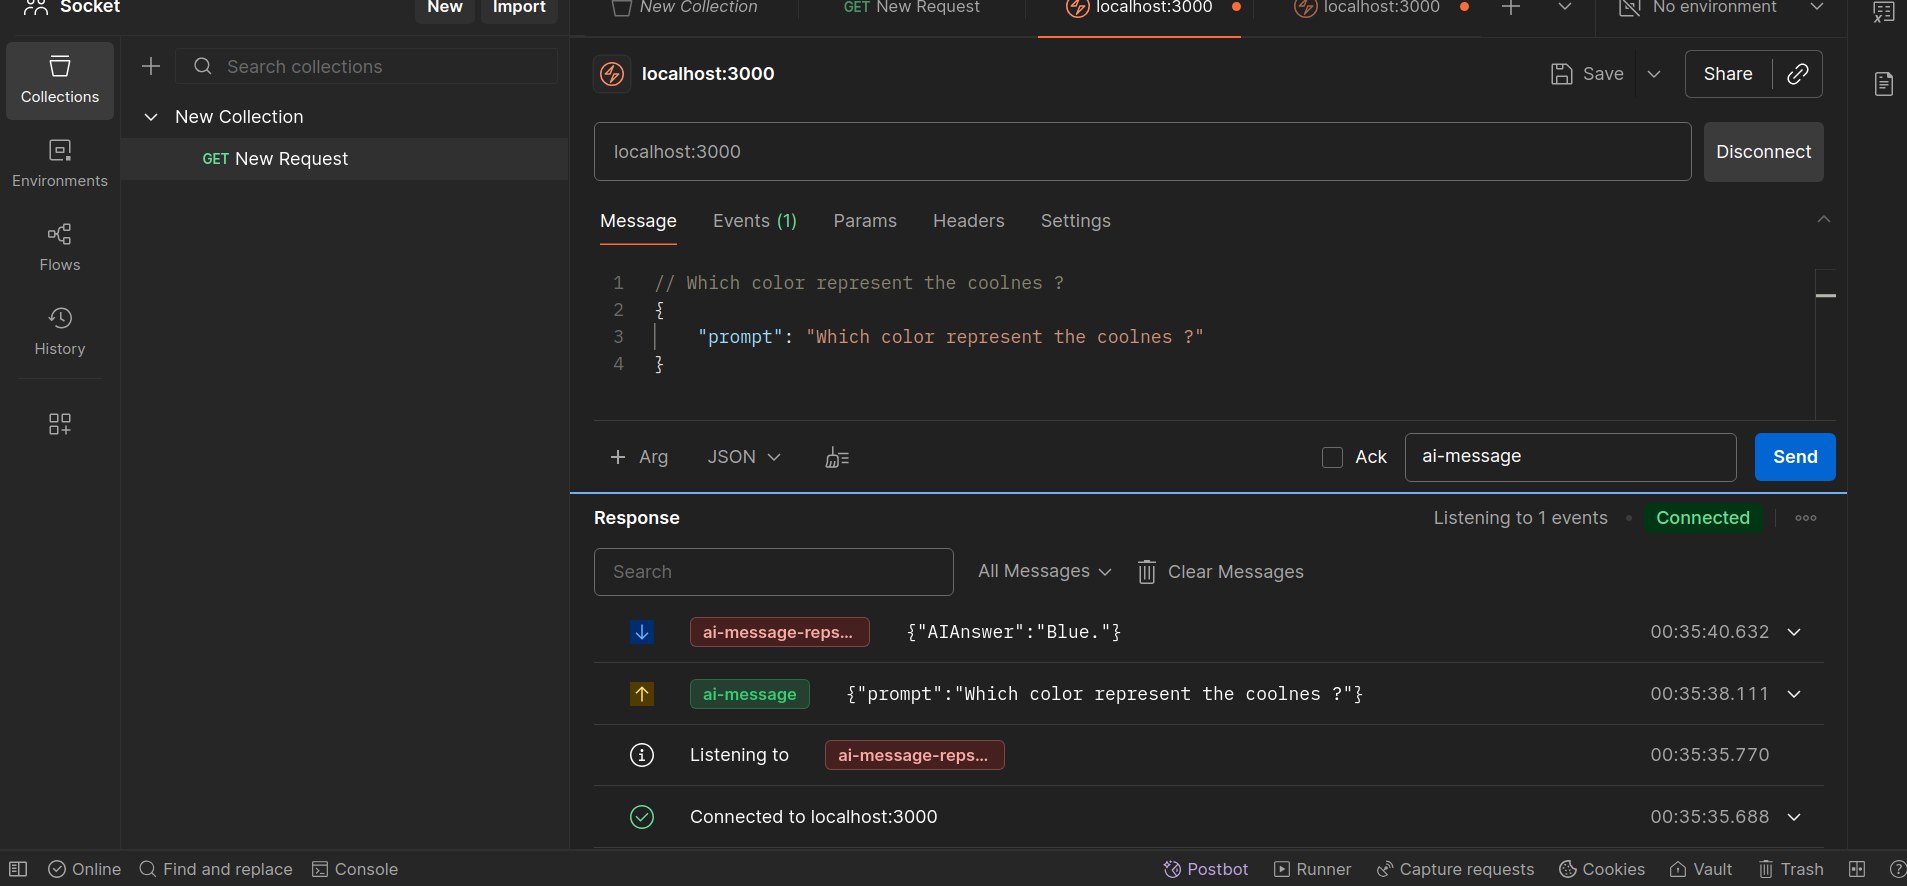 Socket
New
Import
New Collection
GET New Request
localhost:3000
localhost:3000
No environment
Collections
Environments
Flows
History
Search collections
New Collection
GET New Request
localhost:3000
Save
Share
localhost:3000
Disconnect
Message
Events (1)
Params
Headers
Settings
1 // Which color represent the coolnes ?
2 {
3 "prompt": "Which color represent the coolnes ?"
4 }
+ Arg
JSON
Ack
ai-message
Send
Response
Listening to 1 events
Connected
Search
All Messages
Clear Messages
ai-message-reps... {"AIAnswer":"Blue."} 00:35:40.632
ai-message {"prompt":"Which color represent the coolnes ?"} 00:35:38.111
Listening to ai-message-reps... 00:35:35.770
Connected to localhost:3000 00:35:35.688
Online
Find and replace
Console
Postbot
Runner
Capture requests
Cookies
Vault
Trash